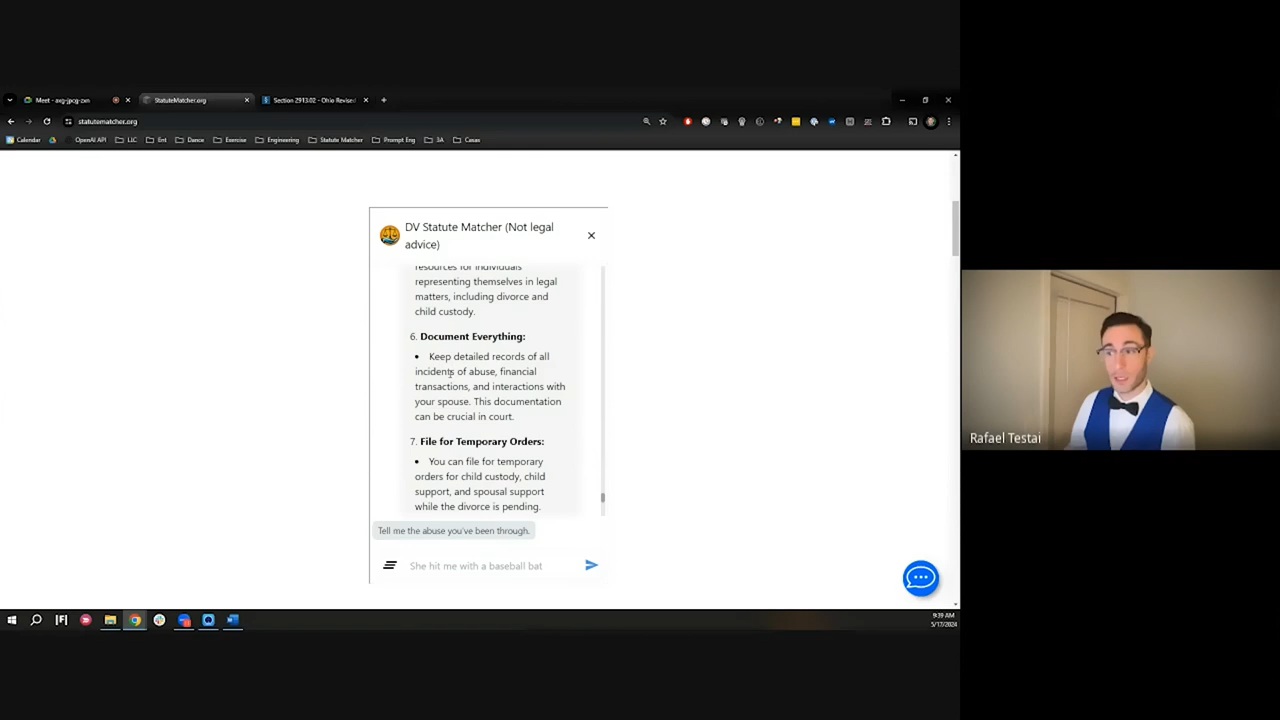 Meet - axg-jpcg-zxn
StatuteMatcher.org
Section 2913.02 - Ohio Revised
statutematcher.org
Calendar
OpenAI API
LLC
Ent
Dance
Exercise
Engineering
Statute Matcher
Prompt Eng
3A
Casas
DV Statute Matcher (Not legal
advice)
resources for individuals
representing themselves in legal
matters, including divorce and
child custody.
6. Document Everything:
• Keep detailed records of all
incidents of abuse, financial
transactions, and interactions with
your spouse. This documentation
can be crucial in court.
7. File for Temporary Orders:
• You can file for temporary
orders for child custody, child
support, and spousal support
while the divorce is pending.
Tell me the abuse you've been through.
She hit me with a baseball bat
Rafael Testai
9:39 AM
5/17/2024